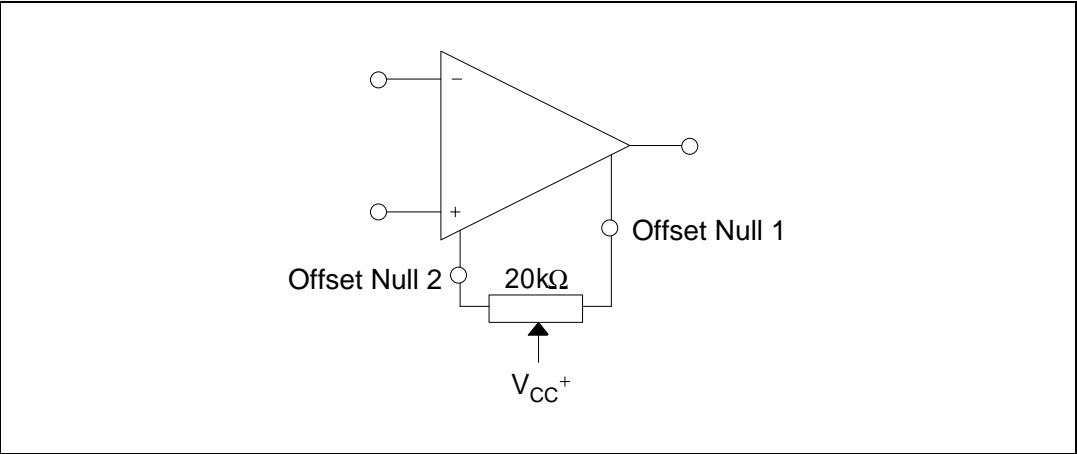 −
+
Offset Null 1
Offset Null 2
20kΩ
VCC+